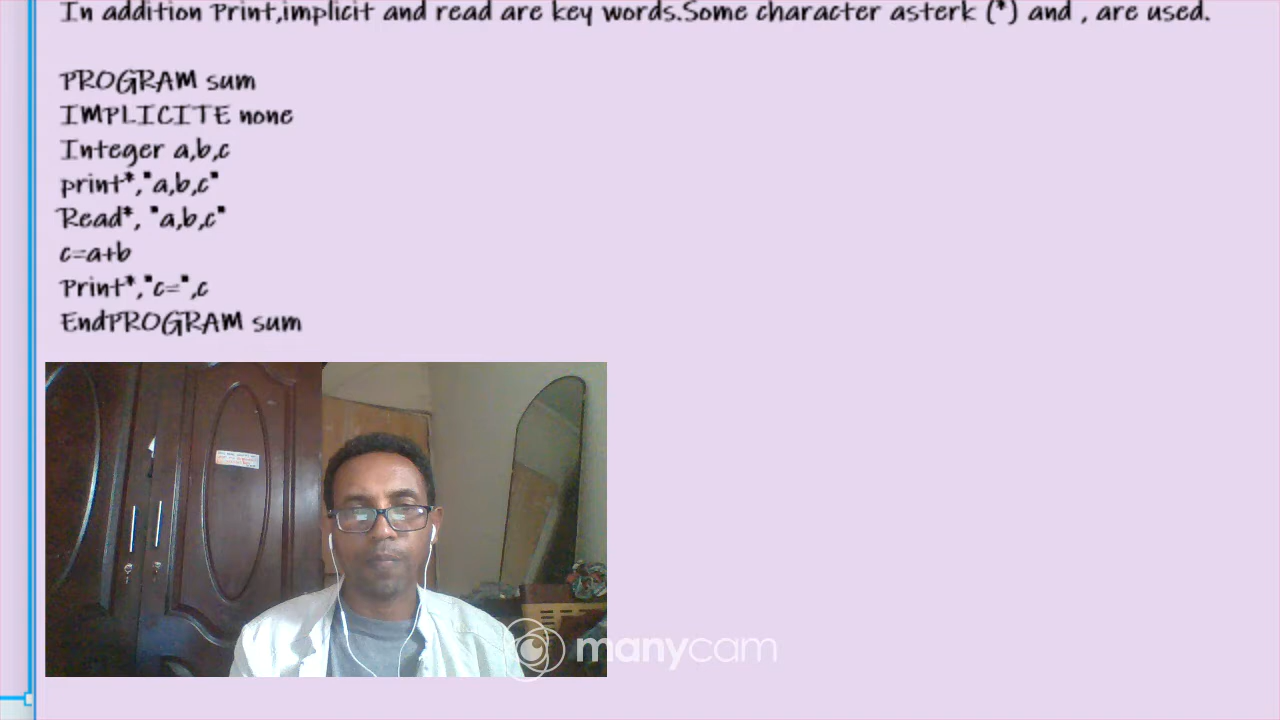 In addition Print,implicit and read are key words.Some character asterk (*) and , are used.
PROGRAM sum
IMPLICITE none
Integer a,b,c
print*,"a,b,c"
Read*, "a,b,c"
c=a+b
Print*,"c=",c
EndPROGRAM sum
manycam